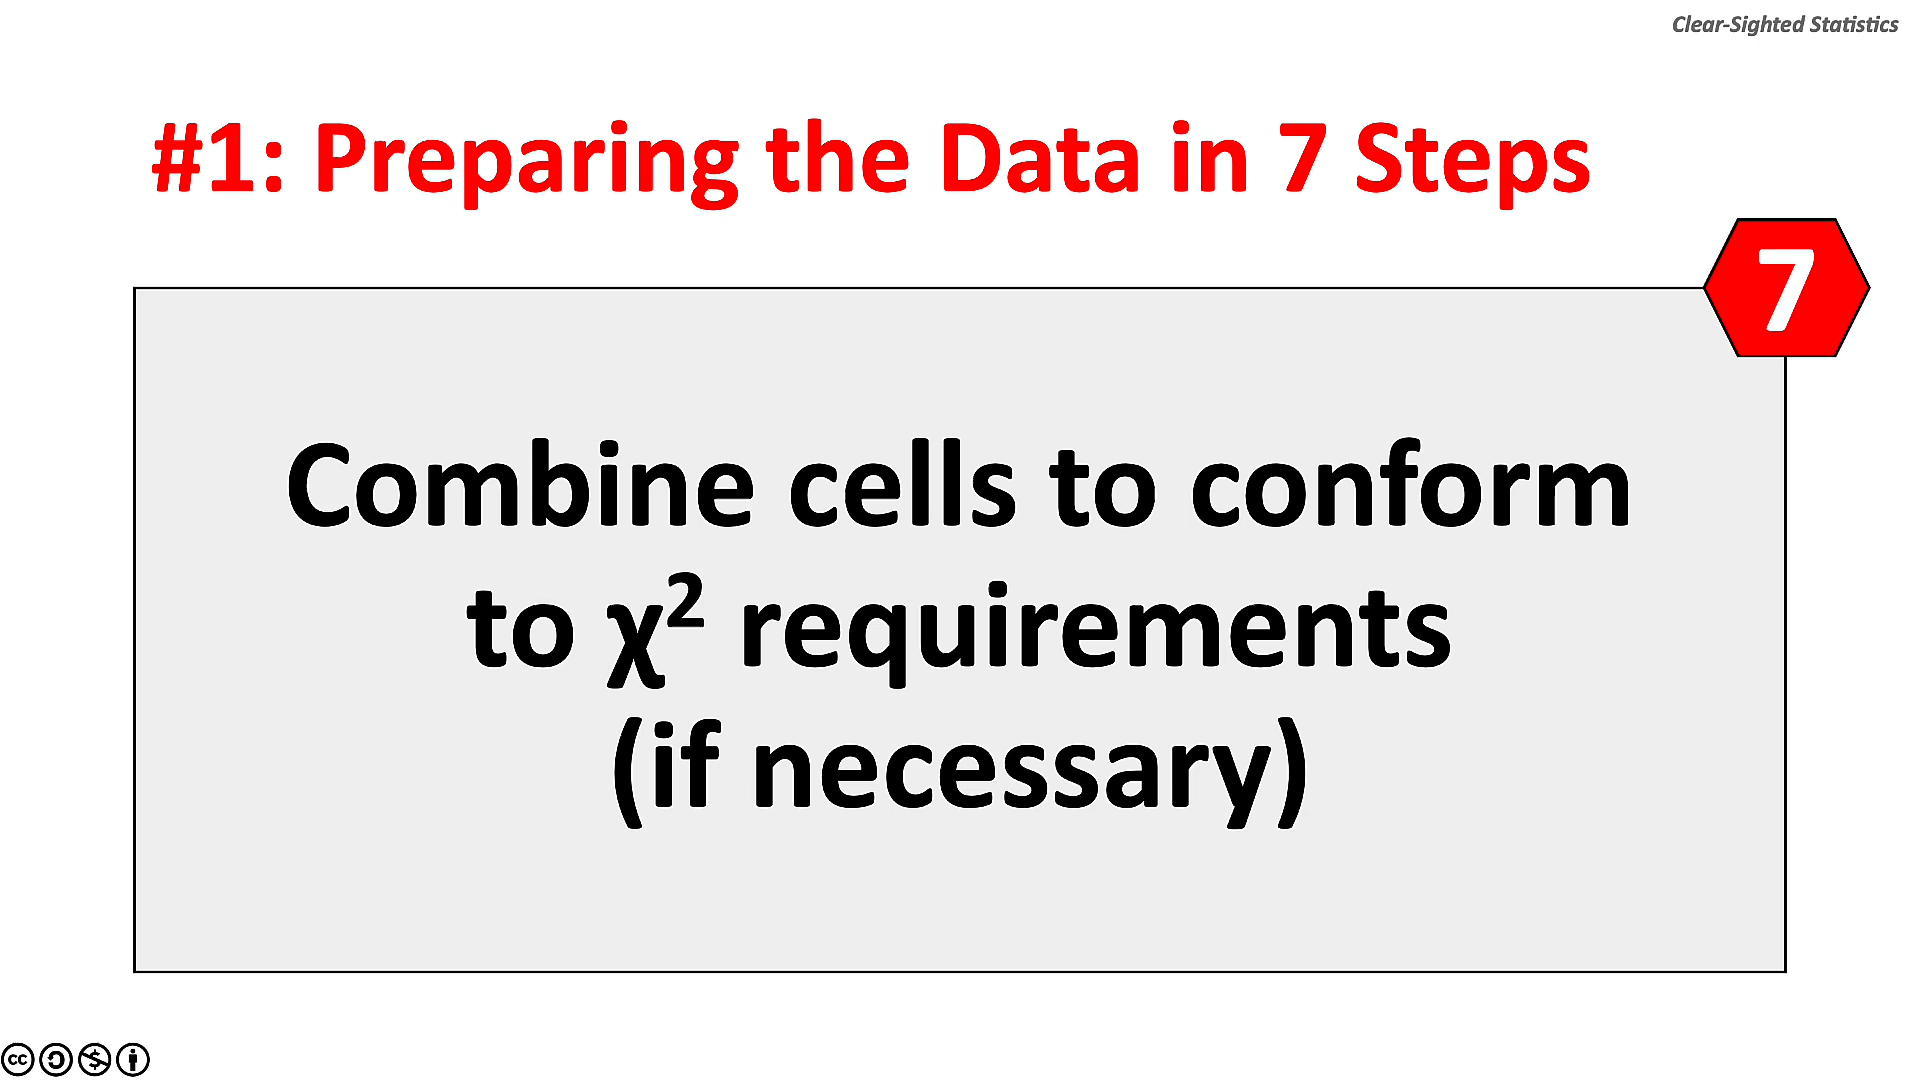 Clear-Sighted Statistics
#1: Preparing the Data in 7 Steps
7
Combine cells to conform
to χ² requirements
(if necessary)
cc